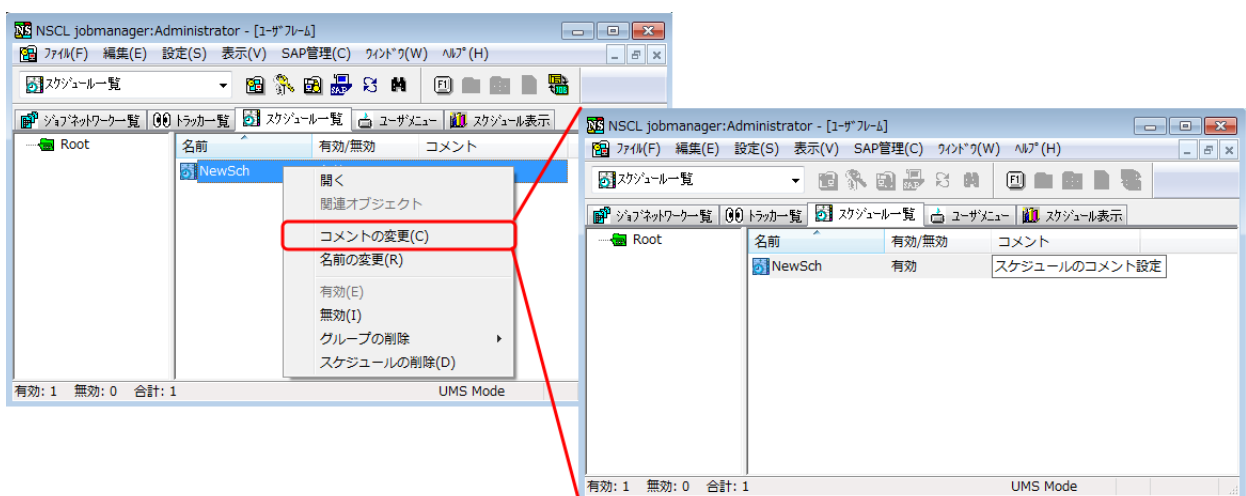 NSCL jobmanager:Administrator - [ﾕｰｻﾞﾌﾚｰﾑ]
ﾌｧｲﾙ(F) 編集(E) 設定(S) 表示(V) SAP管理(C) ｳｨﾝﾄﾞｳ(W) ﾍﾙﾌﾟ(H)
スケジュール一覧
ジョブネットワーク一覧 トラッカー一覧 スケジュール一覧 ユーザメニュー スケジュール表示
Root
名前 有効/無効 コメント
NewSch
開く
関連オブジェクト
コメントの変更(C)
名前の変更(R)
有効(E)
無効(I)
グループの削除
スケジュールの削除(D)
有効: 1 無効: 0 合計: 1 UMS Mode
NSCL jobmanager:Administrator - [ﾕｰｻﾞﾌﾚｰﾑ]
ﾌｧｲﾙ(F) 編集(E) 設定(S) 表示(V) SAP管理(C) ｳｨﾝﾄﾞｳ(W) ﾍﾙﾌﾟ(H)
スケジュール一覧
ジョブネットワーク一覧 トラッカー一覧 スケジュール一覧 ユーザメニュー スケジュール表示
Root
名前 有効/無効 コメント
NewSch 有効 スケジュールのコメント設定
有効: 1 無効: 0 合計: 1 UMS Mode